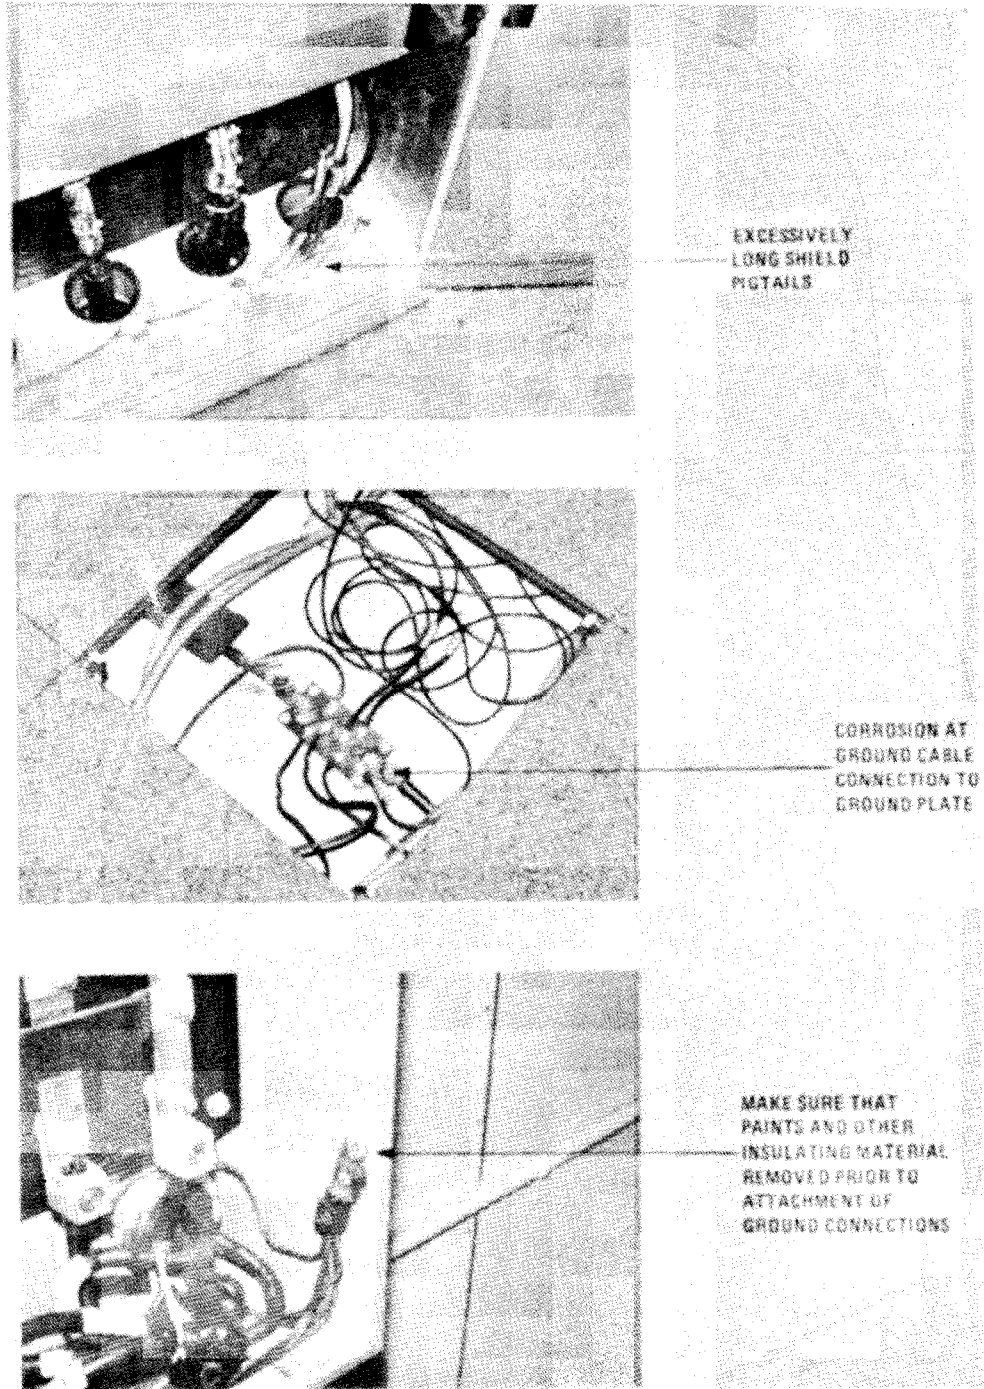 EXCESSIVELY
LONG SHIELD
PIGTAILS
CORROSION AT
GROUND CABLE
CONNECTION TO
GROUND PLATE
MAKE SURE THAT
PAINTS AND OTHER
INSULATING MATERIAL
REMOVED PRIOR TO
ATTACHMENT OF
GROUND CONNECTIONS